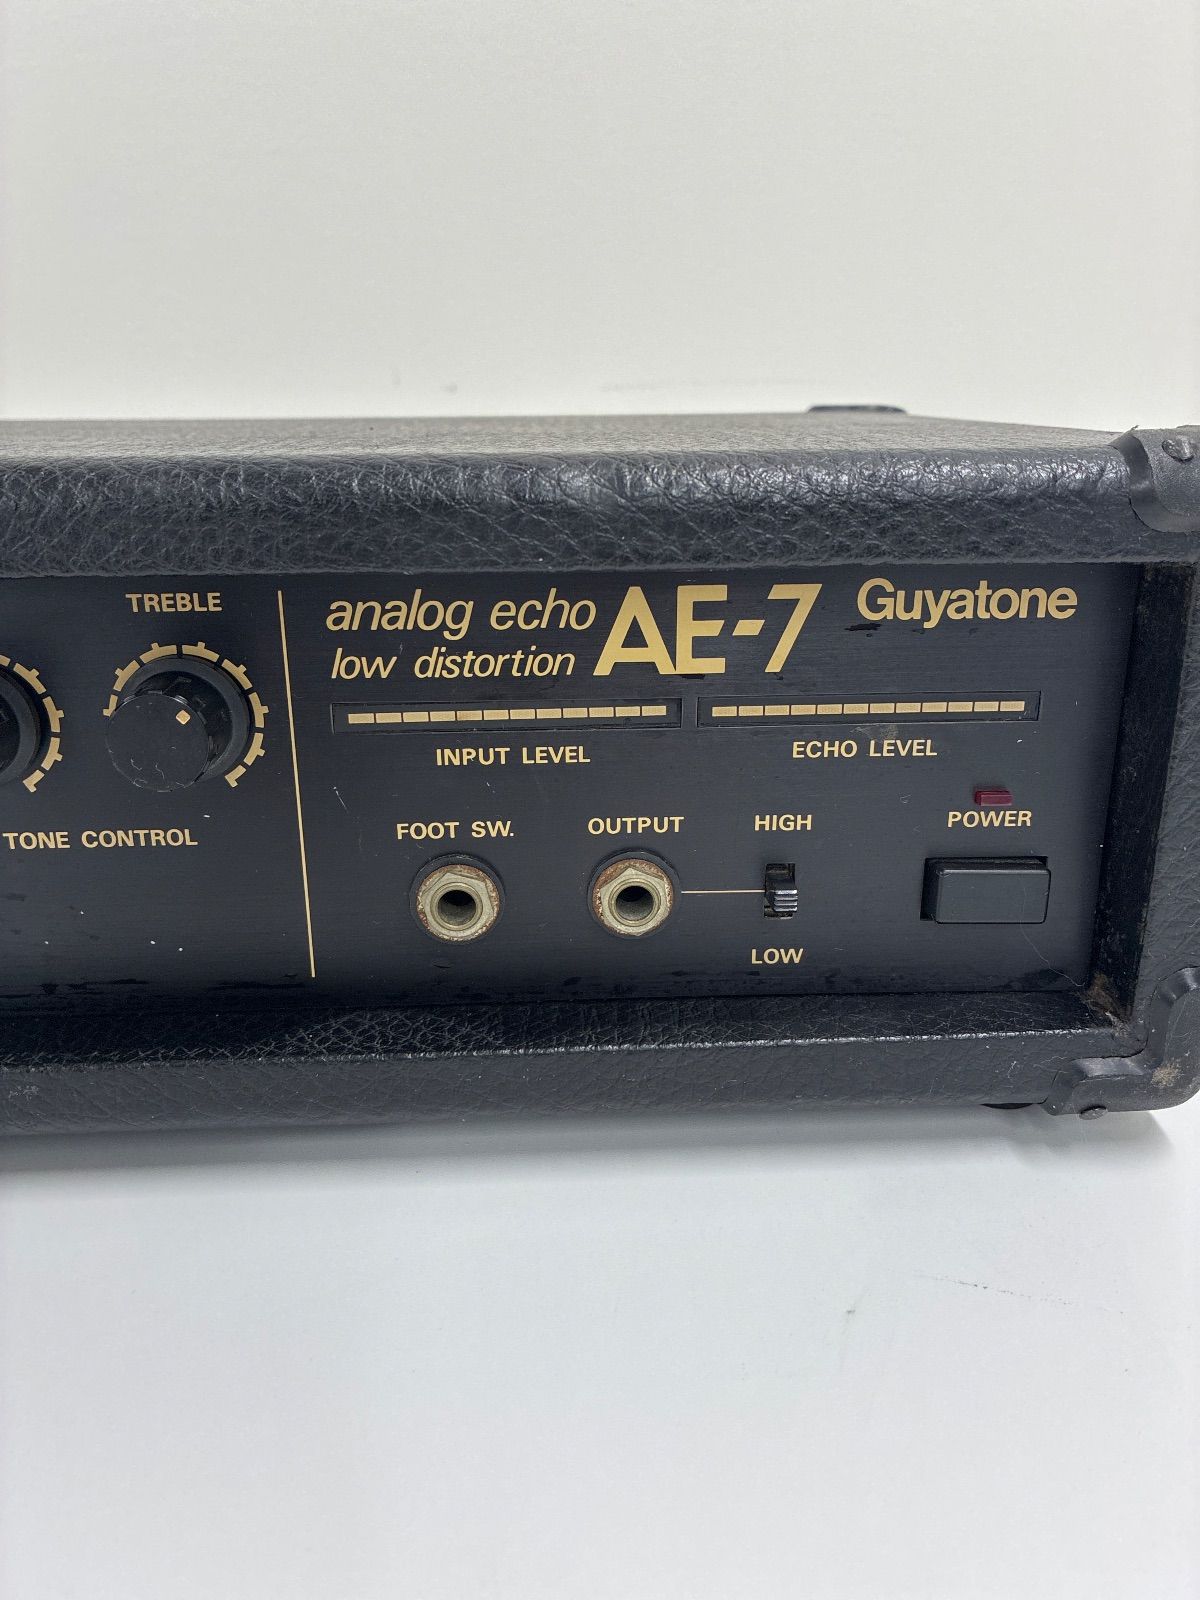 TREBLE
TONE CONTROL
analog echo AE-7
low distortion
Guyatone
INPUT LEVEL
ECHO LEVEL
FOOT SW.
OUTPUT
HIGH
LOW
POWER